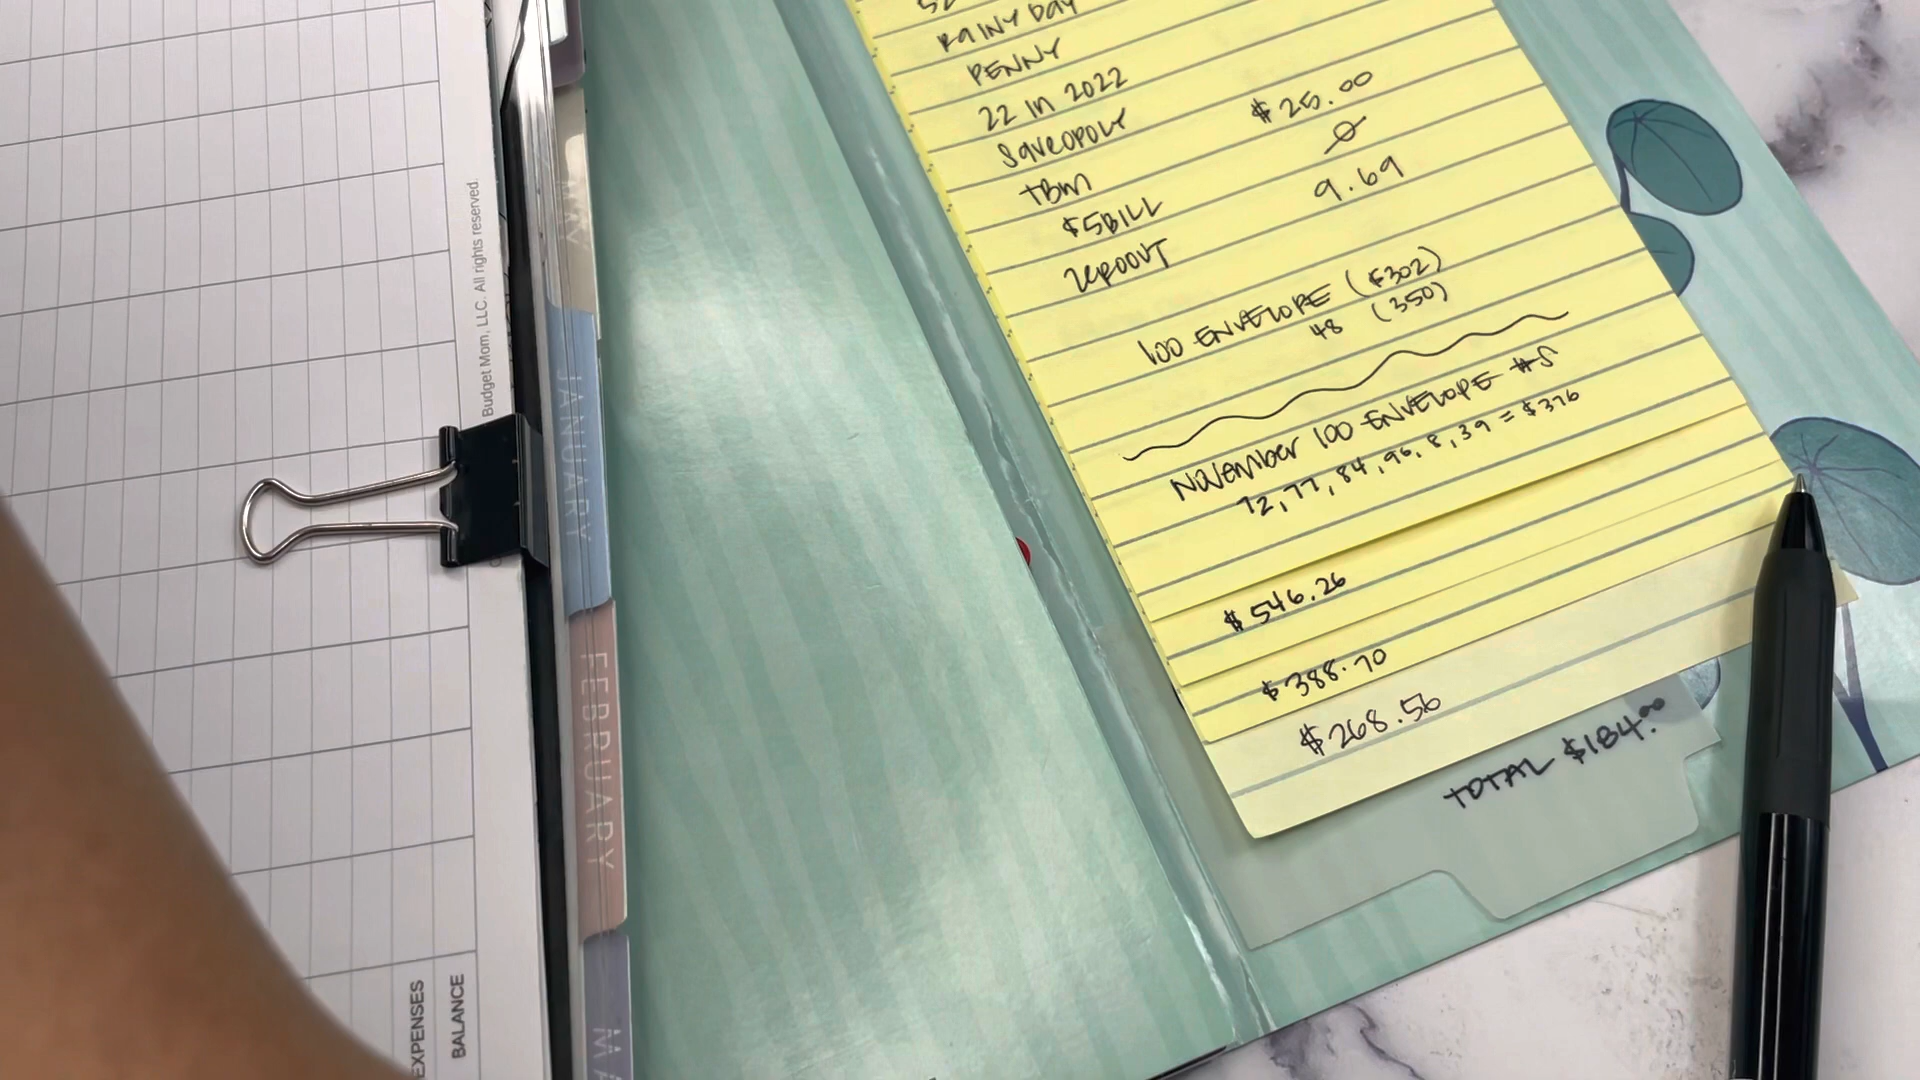 Budget Mom, LLC. All rights reserved.
EXPENSES
BALANCE
JANUARY
FEBRUARY
RAINY DAY
PENNY
22 IN 2022
SAVEOPOLY
TBM $25.00
$5 BILL Ø
ZEROOUT 9.69
100 ENVELOPE ($302)
48 (350)
NOVEMBER 100 ENVELOPE #S
72, 77, 84, 96, 8, 39 = $376
$546.26
$388.70
$268.56
TOTAL $184.00